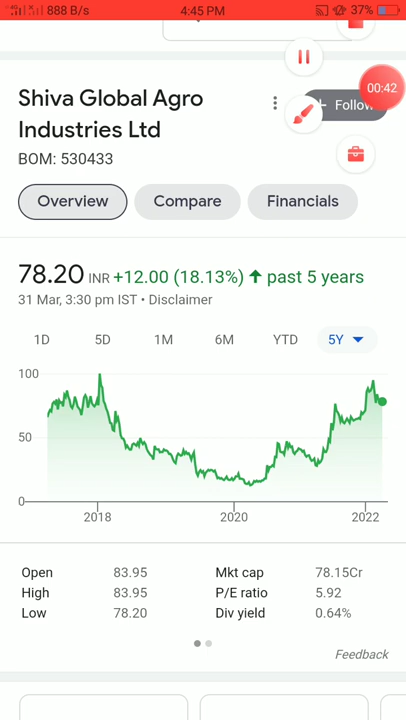 888 B/s 4:45 PM 37%
00:42
Shiva Global Agro
Industries Ltd
Follow
BOM: 530433
Overview Compare Financials
78.20 INR +12.00 (18.13%) past 5 years
31 Mar, 3:30 pm IST • Disclaimer
1D 5D 1M 6M YTD 5Y
100
50
0
2018 2020 2022
Open 83.95 Mkt cap 78.15Cr
High 83.95 P/E ratio 5.92
Low 78.20 Div yield 0.64%
Feedback